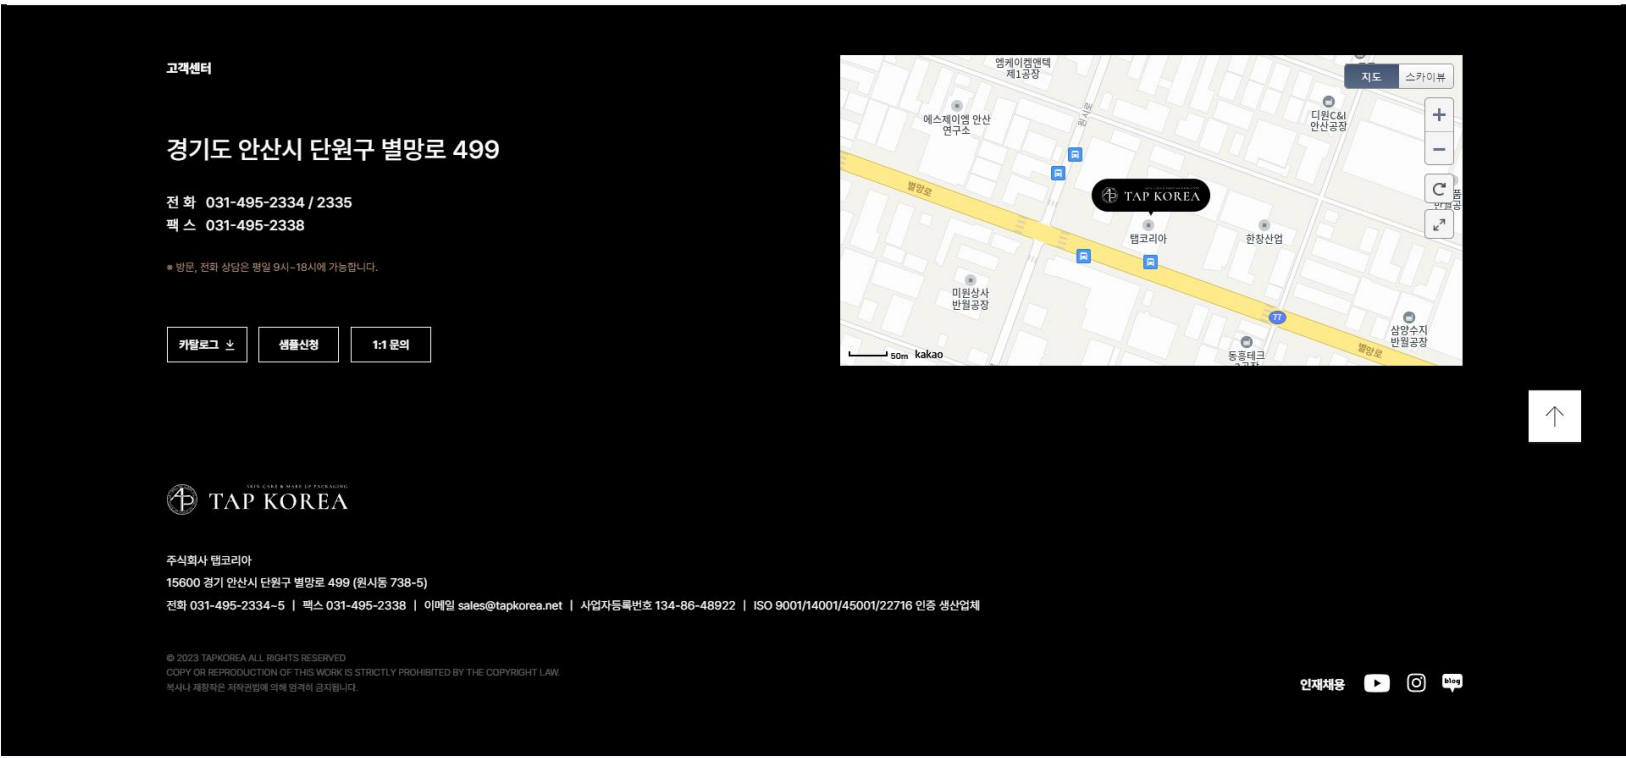 고객센터
경기도 안산시 단원구 별망로 499
전 화 031-495-2334 / 2335
팩 스 031-495-2338
※ 방문, 전화 상담은 평일 9시~18시에 가능합니다.
카탈로그
샘플신청
1:1 문의
엠케이켐앤텍
제1공장
지도
스카이뷰
에스제이엠 안산
연구소
원시로
디원C&I
안산공장
별망로
TAP KOREA
탭코리아
한창산업
미원상사
반월공장
77
삼양수지
반월공장
동흥테크
별망로
50m kakao
SKIN CARE & MAKE UP PACKAGING
TAP KOREA
주식회사 탭코리아
15600 경기 안산시 단원구 별망로 499 (원시동 738-5)
전화 031-495-2334~5 | 팩스 031-495-2338 | 이메일 sales@tapkorea.net | 사업자등록번호 134-86-48922 | ISO 9001/14001/45001/22716 인증 생산업체
© 2023 TAPKOREA ALL RIGHTS RESERVED
COPY OR REPRODUCTION OF THIS WORK IS STRICTLY PROHIBITED BY THE COPYRIGHT LAW.
복사나 재창작은 저작권법에 의해 엄격히 금지됩니다.
인재채용
blog